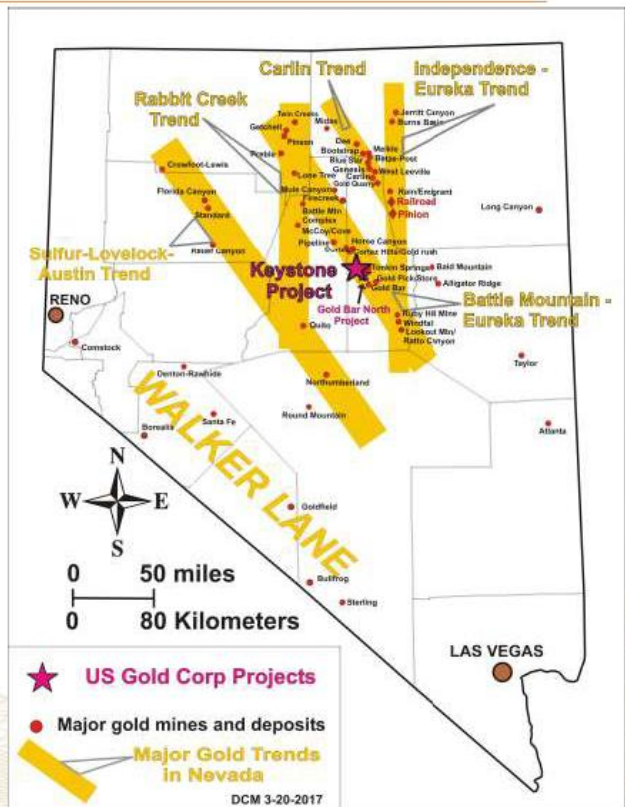 Carlin Trend
Independence -
Eureka Trend
Rabbit Creek
Trend
Twin Creeks
Midas
Getchell
Pinson
Preble
Jerritt Canyon
Burns Basin
Dee
Bootstrap
Meikle
Blue Star
Betze-Post
Genesis
West Leeville
Carlin
Gold Quarry
Crowfoot-Lewis
Lone Tree
Florida Canyon
Standard
Mule Canyon
Firecreek
Rain/Emigrant
Railroad
Pinion
Long Canyon
Battle Mtn
Complex
McCoy/Cove
Pipeline
Horse Canyon
Cortez Hills/Gold rush
Sulfur-Lovelock-
Austin Trend
Keystone
Project
Tonkin Springs
Bald Mountain
Gold Pick/Store
Gold Bar
Alligator Ridge
Gold Bar North
Project
Battle Mountain -
Eureka Trend
RENO
Comstock
Quito
Ruby Hill Mine
Windfall
Lookout Mtn/
Ratto Canyon
Taylor
Denton-Rawhide
Northumberland
Round Mountain
Santa Fe
Borealis
Atlanta
WALKER LANE
N
W
E
S
Goldfield
0 50 miles
0 80 Kilometers
Bullfrog
Sterling
LAS VEGAS
US Gold Corp Projects
Major gold mines and deposits
Major Gold Trends
in Nevada
DCM 3-20-2017